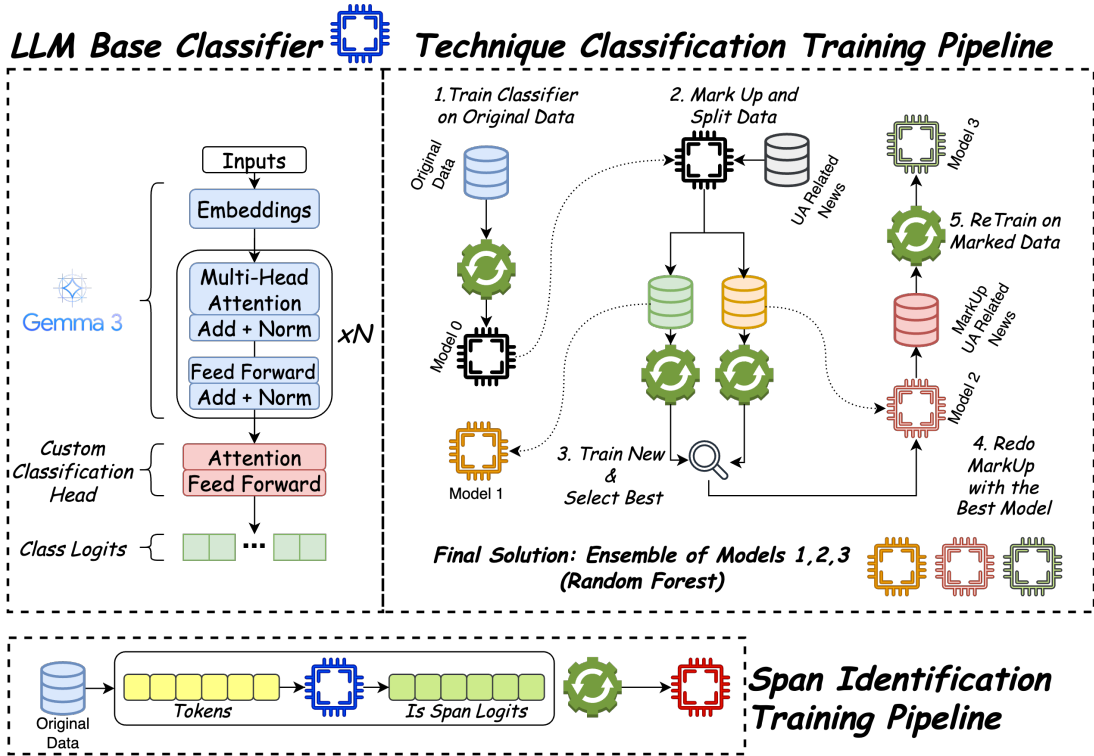 LLM Base Classifier
Technique Classification Training Pipeline
Inputs
Embeddings
Multi-Head
Attention
Add + Norm
Feed Forward
Add + Norm
xN
Gemma 3
Custom
Classification
Head
Attention
Feed Forward
Class Logits
...
1.Train Classifier
on Original Data
Original
Data
Model 0
2. Mark Up and
Split Data
UA Related
News
Model 1
3. Train New
&
Select Best
Model 3
5. ReTrain on
Marked Data
MarkUp
UA Related
News
Model 2
4. Redo
MarkUp
with the
Best Model
Final Solution: Ensemble of Models 1,2,3
(Random Forest)
Original
Data
Tokens
Is Span Logits
Span Identification
Training Pipeline